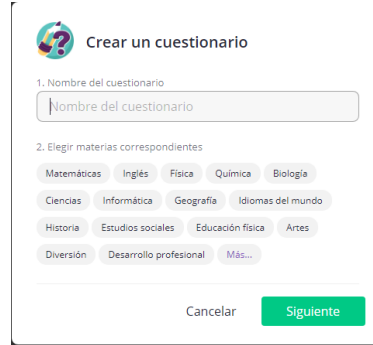 Crear un cuestionario
1. Nombre del cuestionario
Nombre del cuestionario
2. Elegir materias correspondientes
Matemáticas Inglés Física Química Biología
Ciencias Informática Geografía Idiomas del mundo
Historia Estudios sociales Educación física Artes
Diversión Desarrollo profesional Más...
Cancelar Siguiente